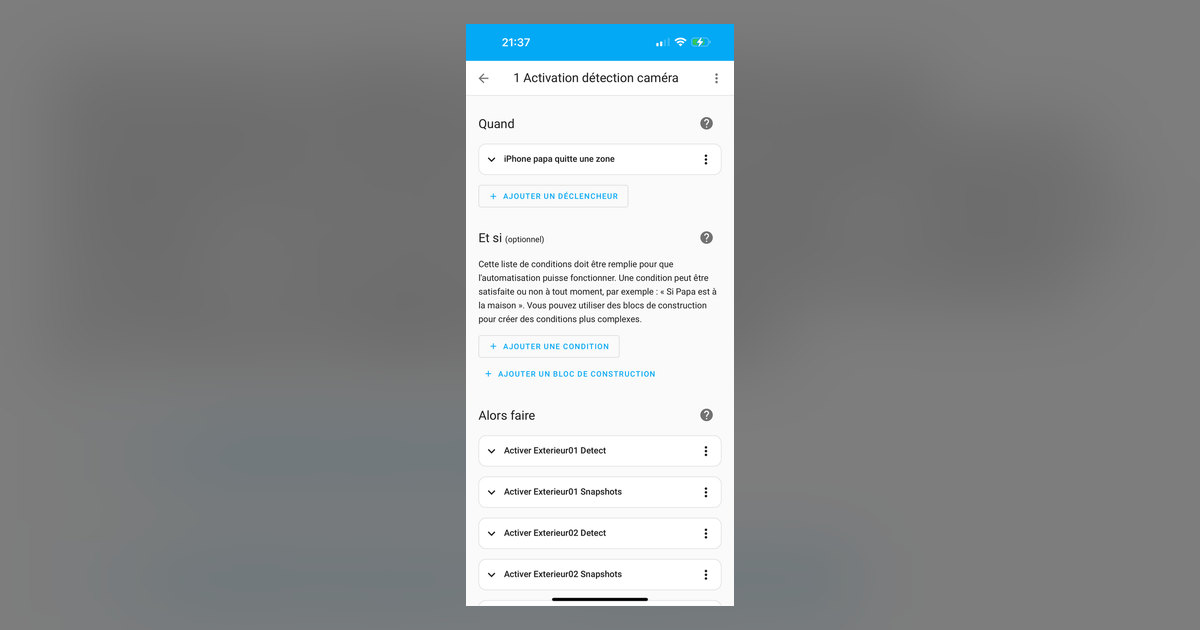 21:37
1 Activation détection caméra
Quand
iPhone papa quitte une zone
+ AJOUTER UN DÉCLENCHEUR
Et si (optionnel)
Cette liste de conditions doit être remplie pour que
l'automatisation puisse fonctionner. Une condition peut être
satisfaite ou non à tout moment, par exemple : « Si Papa est à
la maison ». Vous pouvez utiliser des blocs de construction
pour créer des conditions plus complexes.
+ AJOUTER UNE CONDITION
+ AJOUTER UN BLOC DE CONSTRUCTION
Alors faire
Activer Exterieur01 Detect
Activer Exterieur01 Snapshots
Activer Exterieur02 Detect
Activer Exterieur02 Snapshots